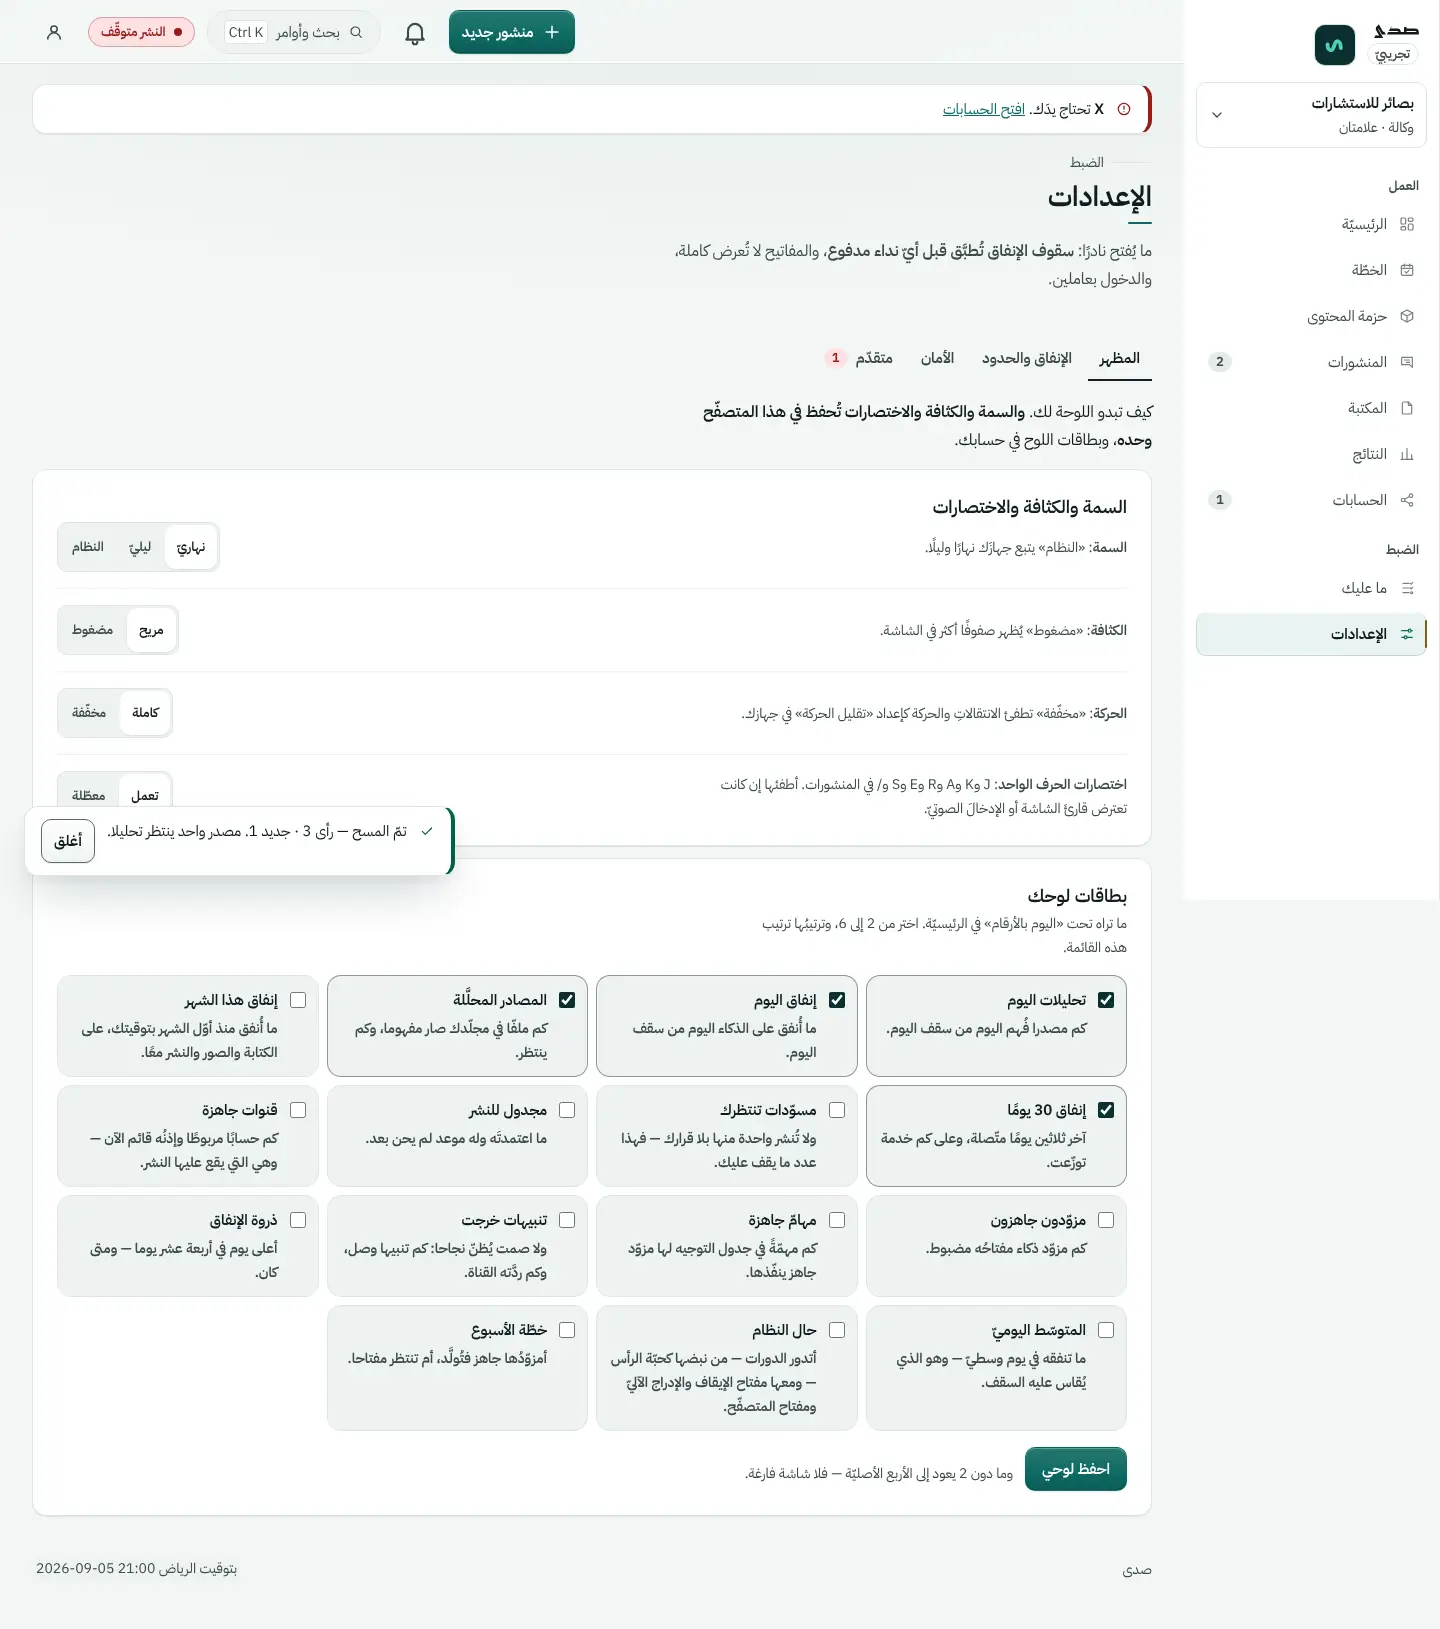 صدى
تجريبيّ
بصائر للاستشارات
وكالة · علامتان
العمل
الرئيسيّة
الخطّة
حزمة المحتوى
المنشورات 2
المكتبة
النتائج
الحسابات 1
الضبط
ما عليك
الإعدادات
منشور جديد
بحث وأوامر Ctrl K
النشر متوقّف
X تحتاج يدَك. افتح الحسابات
الضبط
الإعدادات
ما يُفتح نادرًا: سقوف الإنفاق تُطبَّق قبل أيّ نداء مدفوع، والمفاتيح لا تُعرض كاملة،
والدخول بعاملين.
المظهر الإنفاق والحدود الأمان متقدّم 1
كيف تبدو اللوحة لك. والسمة والكثافة والاختصارات تُحفظ في هذا المتصفّح
وحده، وبطاقات اللوح في حسابك.
السمة والكثافة والاختصارات
السمة: «النظام» يتبع جهازَك نهارًا وليلًا.
نهاريّ ليليّ النظام
الكثافة: «مضغوط» يُظهر صفوفًا أكثر في الشاشة.
مريح مضغوط
الحركة: «مخفّفة» تطفئ الانتقالاتِ والحركة كإعداد «تقليل الحركة» في جهازك.
كاملة مخفّفة
اختصارات الحرف الواحد: J وK وA وR وE وS و/ في المنشورات. أطفئها إن كانت
تعترض قارئ الشاشة أو الإدخالَ الصوتيّ.
تعمل معطّلة
تمّ المسح — رأى 3 · جديد 1. مصدر واحد ينتظر تحليلا.
أغلق
بطاقات لوحك
ما تراه تحت «اليوم بالأرقام» في الرئيسيّة. اختر من 2 إلى 6، وترتيبُها ترتيب
هذه القائمة.
تحليلات اليوم
كم مصدرا فُهم اليوم من سقف اليوم.
إنفاق اليوم
ما أُنفق على الذكاء اليوم من سقف
اليوم.
المصادر المحلَّلة
كم ملفّا في مجلّدك صار مفهوما، وكم
ينتظر.
إنفاق هذا الشهر
ما أُنفق منذ أوّل الشهر بتوقيتك، على
الكتابة والصور والنشر معًا.
إنفاق 30 يومًا
آخر ثلاثين يومًا متّصلة، وعلى كم خدمة
توزّعت.
مسوّدات تنتظرك
ولا تُنشر واحدة منها بلا قرارك — فهذا
عدد ما يقف عليك.
مجدول للنشر
ما اعتمدتَه وله موعد لم يحن بعد.
قنوات جاهزة
كم حسابًا مربوطًا وإذنُه قائم الآن —
وهي التي يقع عليها النشر.
مزوّدون جاهزون
كم مزوّد ذكاء مفتاحُه مضبوط.
مهامّ جاهزة
كم مهمّةً في جدول التوجيه لها مزوّد
جاهز ينفّذها.
تنبيهات خرجت
ولا صمت يُظنّ نجاحا: كم تنبيها وصل،
وكم ردَّته القناة.
ذروة الإنفاق
أعلى يوم في أربعة عشر يوما — ومتى
كان.
المتوسّط اليوميّ
ما تنفقه في يوم وسطيّ — وهو الذي
يُقاس عليه السقف.
حال النظام
أتدور الدورات — من نبضها كحبّة الرأس
— ومعها مفتاح الإيقاف والإدراج الآليّ
ومفتاح المتصفّح.
خطّة الأسبوع
أمزوّدُها جاهز فتُولَّد، أم تنتظر مفتاحا.
احفظ لوحي
وما دون 2 يعود إلى الأربع الأصليّة — فلا شاشة فارغة.
صدى
بتوقيت الرياض 21:00 2026-09-05